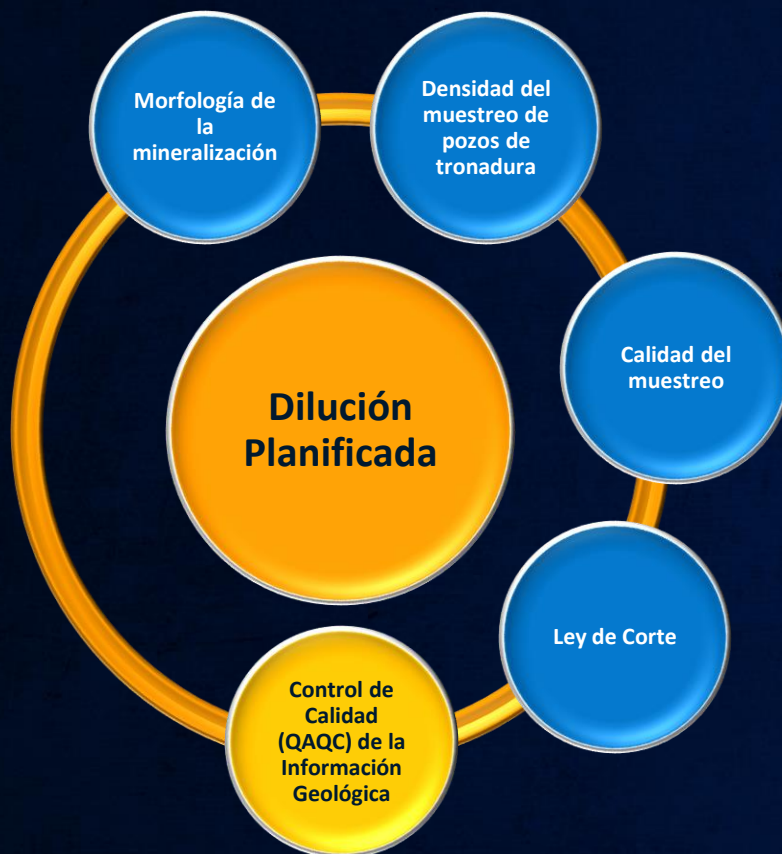 Morfología de
la
mineralización
Densidad del
muestreo de
pozos de
tronadura
Calidad del
muestreo
Dilución
Planificada
Ley de Corte
Control de
Calidad
(QAQC) de la
Información
Geológica